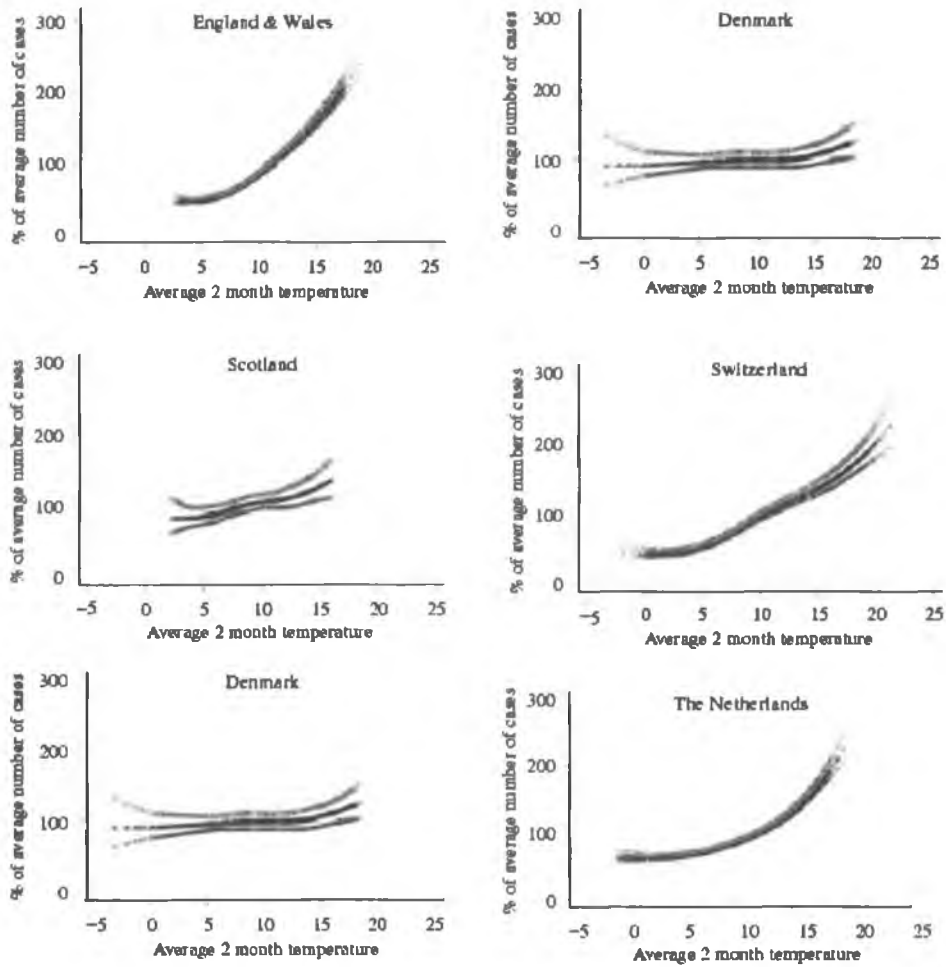 England & Wales
% of average number of cases
300
200
100
0
−5 0 5 10 15 20 25
Average 2 month temperature
Denmark
% of average number of cases
300
200
100
0
−5 0 5 10 15 20 25
Average 2 month temperature
Scotland
% of average number of cases
300
200
100
0
−5 0 5 10 15 20 25
Average 2 month temperature
Switzerland
% of average number of cases
300
200
100
0
−5 0 5 10 15 20 25
Average 2 month temperature
Denmark
% of average number of cases
300
200
100
0
−5 0 5 10 15 20 25
Average 2 month temperature
The Netherlands
% of average number of cases
300
200
100
0
−5 0 5 10 15 20 25
Average 2 month temperature